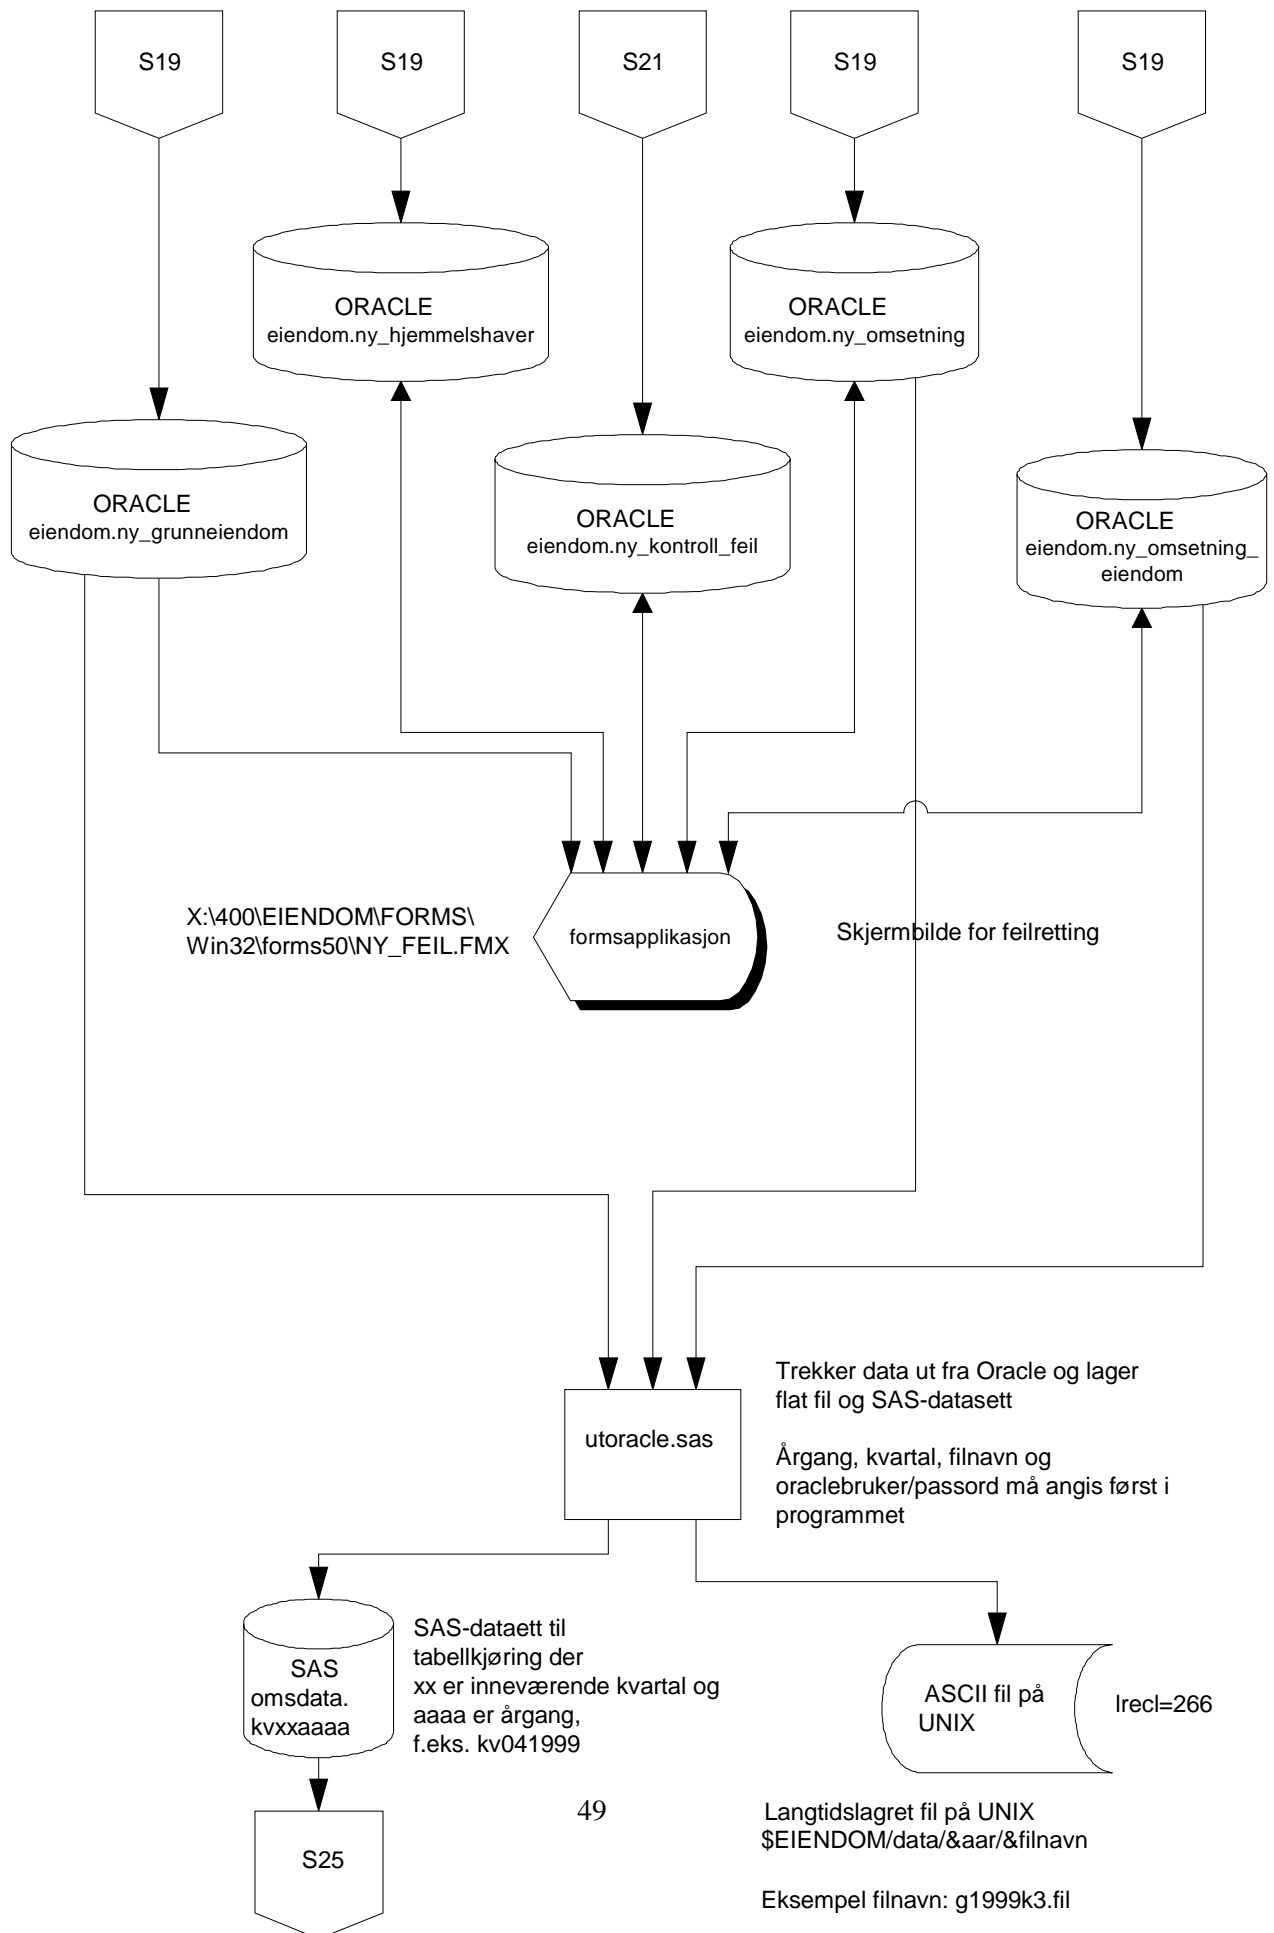 S19
S19
S21
S19
S19
ORACLE
eiendom.ny_hjemmelshaver
ORACLE
eiendom.ny_omsetning
ORACLE
eiendom.ny_grunneiendom
ORACLE
eiendom.ny_kontroll_feil
ORACLE
eiendom.ny_omsetning_
eiendom
X:\400\EIENDOM\FORMS\
Win32\forms50\NY_FEIL.FMX
formsapplikasjon
Skjermbilde for feilretting
utoracle.sas
Trekker data ut fra Oracle og lager
flat fil og SAS-datasett
Årgang, kvartal, filnavn og
oraclebruker/passord må angis først i
programmet
SAS
omsdata.
kvxxaaaa
SAS-dataett til
tabellkjøring der
xx er inneværende kvartal og
aaaa er årgang,
f.eks. kv041999
ASCII fil på
UNIX
lrecl=266
49
Langtidslagret fil på UNIX
$EIENDOM/data/&aar/&filnavn
S25
Eksempel filnavn: g1999k3.fil